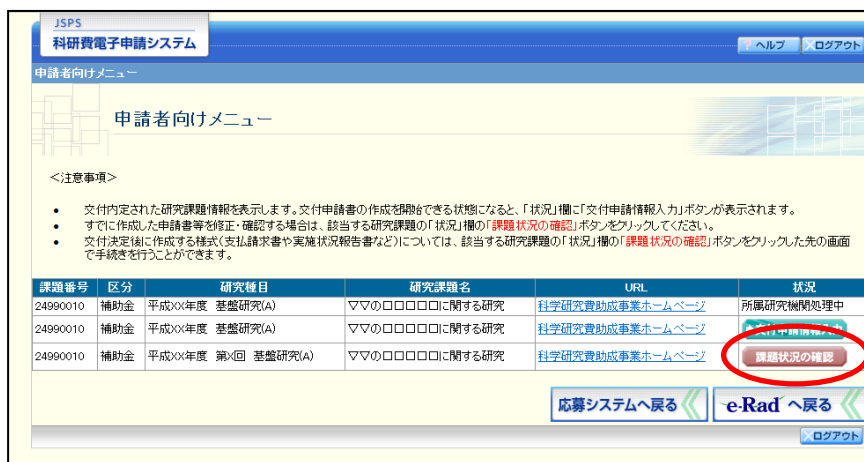 JSPS
科研費電子申請システム
ヘルプ
ログアウト
申請者向けメニュー
申請者向けメニュー
<注意事項>
• 交付内定された研究課題情報を表示します。交付申請書の作成を開始できる状態になると、「状況」欄に「交付申請情報入力」ボタンが表示されます。
• すでに作成した申請書等を修正・確認する場合は、該当する研究課題の「状況」欄の「課題状況の確認」ボタンをクリックしてください。
• 交付決定後に作成する様式(支払請求書や実施状況報告書など)については、該当する研究課題の「状況」欄の「課題状況の確認」ボタンをクリックした先の画面
で手続きを行うことができます。
課題番号 区分 研究種目 研究課題名 URL 状況
24990010 補助金 平成XX年度 基盤研究(A) ▽▽の□□□□□に関する研究 科学研究費助成事業ホームページ 所属研究機関処理中
24990010 補助金 平成XX年度 基盤研究(A) ▽▽の□□□□□に関する研究 科学研究費助成事業ホームページ 交付申請情報入力
24990010 補助金 平成XX年度 第X回 基盤研究(A) ▽▽の□□□□□に関する研究 科学研究費助成事業ホームページ 課題状況の確認
応募システムへ戻る
e-Rad へ戻る
ログアウト